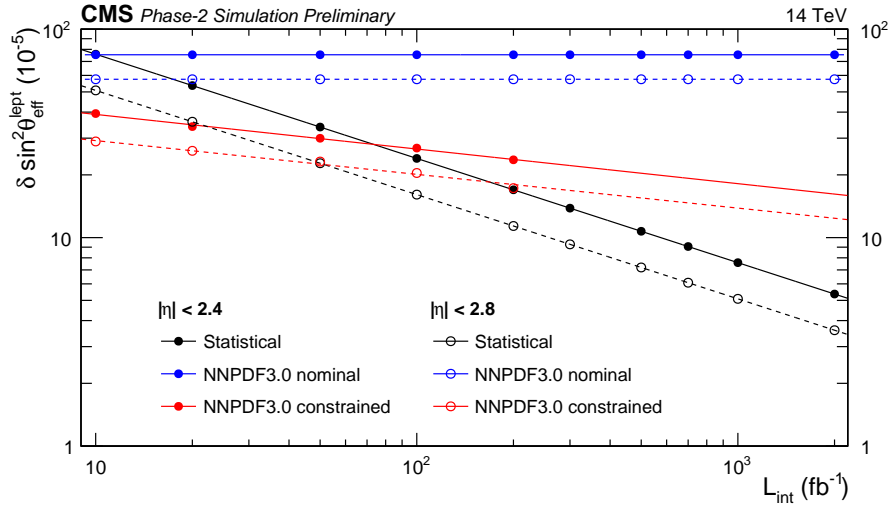 CMS Phase-2 Simulation Preliminary 14 TeV
δ sin²θ^lept_eff (10⁻⁵)
10² 10²
10 10
1 1
|η| < 2.4 |η| < 2.8
Statistical Statistical
NNPDF3.0 nominal NNPDF3.0 nominal
NNPDF3.0 constrained NNPDF3.0 constrained
10 10² 10³
L_int (fb⁻¹)